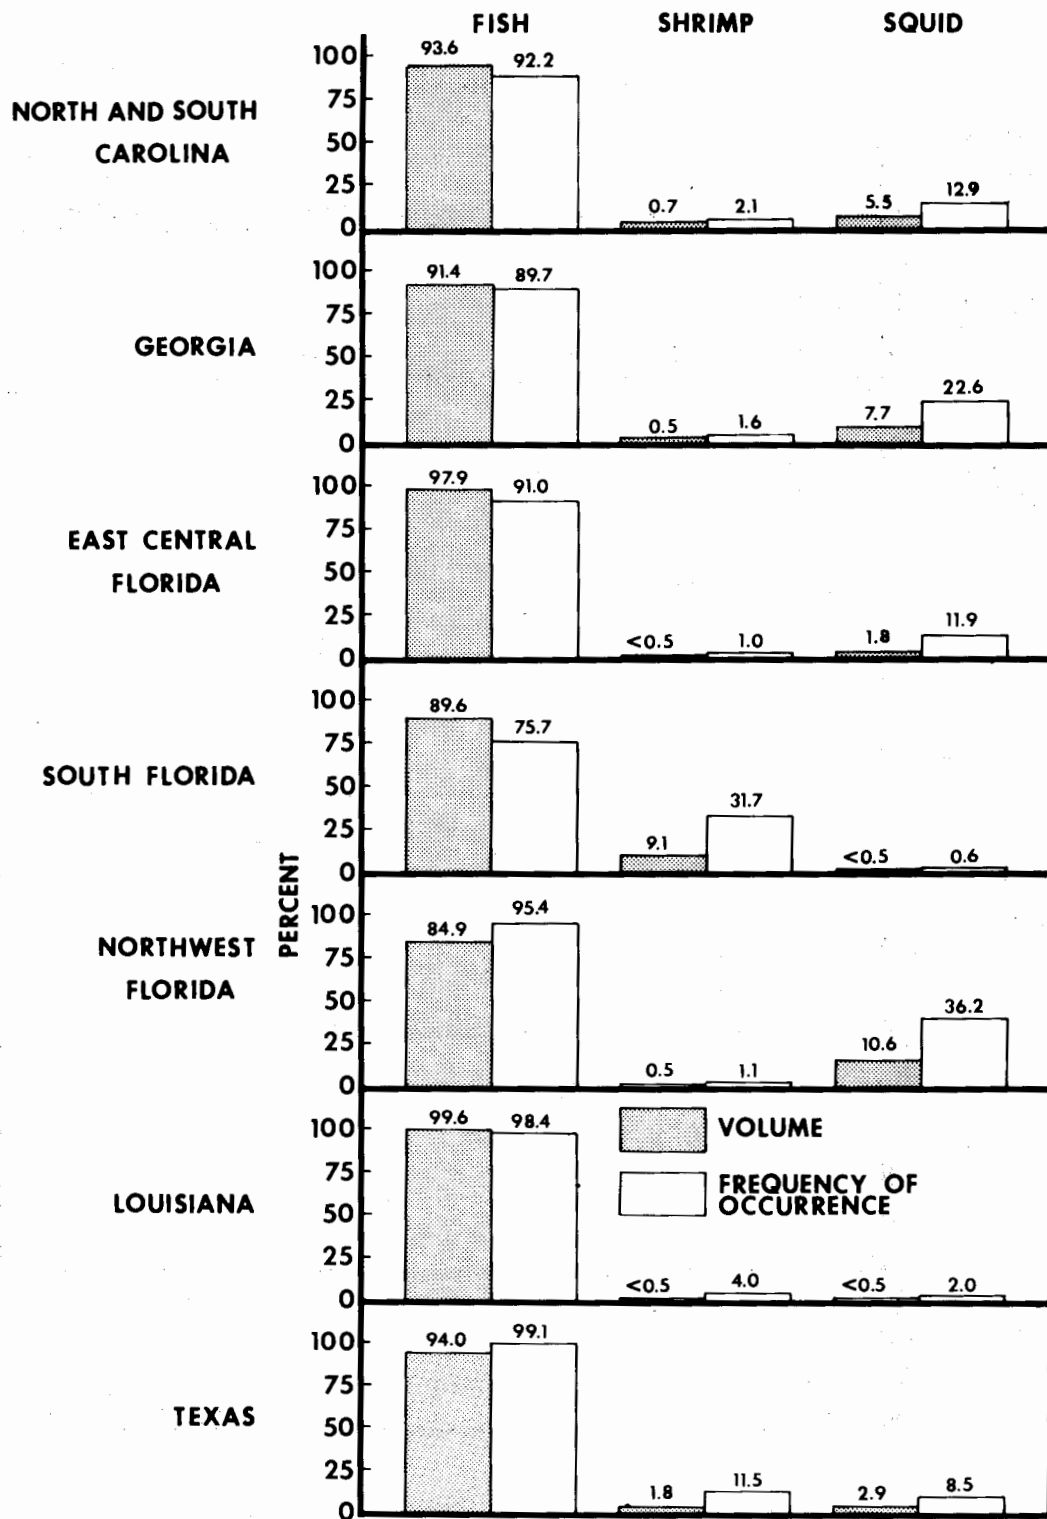 FISH SHRIMP SQUID
NORTH AND SOUTH
CAROLINA
100
75
50
25
0
93.6 92.2 0.7 2.1 5.5 12.9
GEORGIA
100
75
50
25
0
91.4 89.7 0.5 1.6 7.7 22.6
EAST CENTRAL
FLORIDA
100
75
50
25
0
97.9 91.0 <0.5 1.0 1.8 11.9
SOUTH FLORIDA
100
75
50
25
0
89.6 75.7 9.1 31.7 <0.5 0.6
PERCENT
NORTHWEST
FLORIDA
100
75
50
25
0
84.9 95.4 0.5 1.1 10.6 36.2
VOLUME
FREQUENCY OF
OCCURRENCE
LOUISIANA
100
75
50
25
0
99.6 98.4 <0.5 4.0 <0.5 2.0
TEXAS
100
75
50
25
0
94.0 99.1 1.8 11.5 2.9 8.5